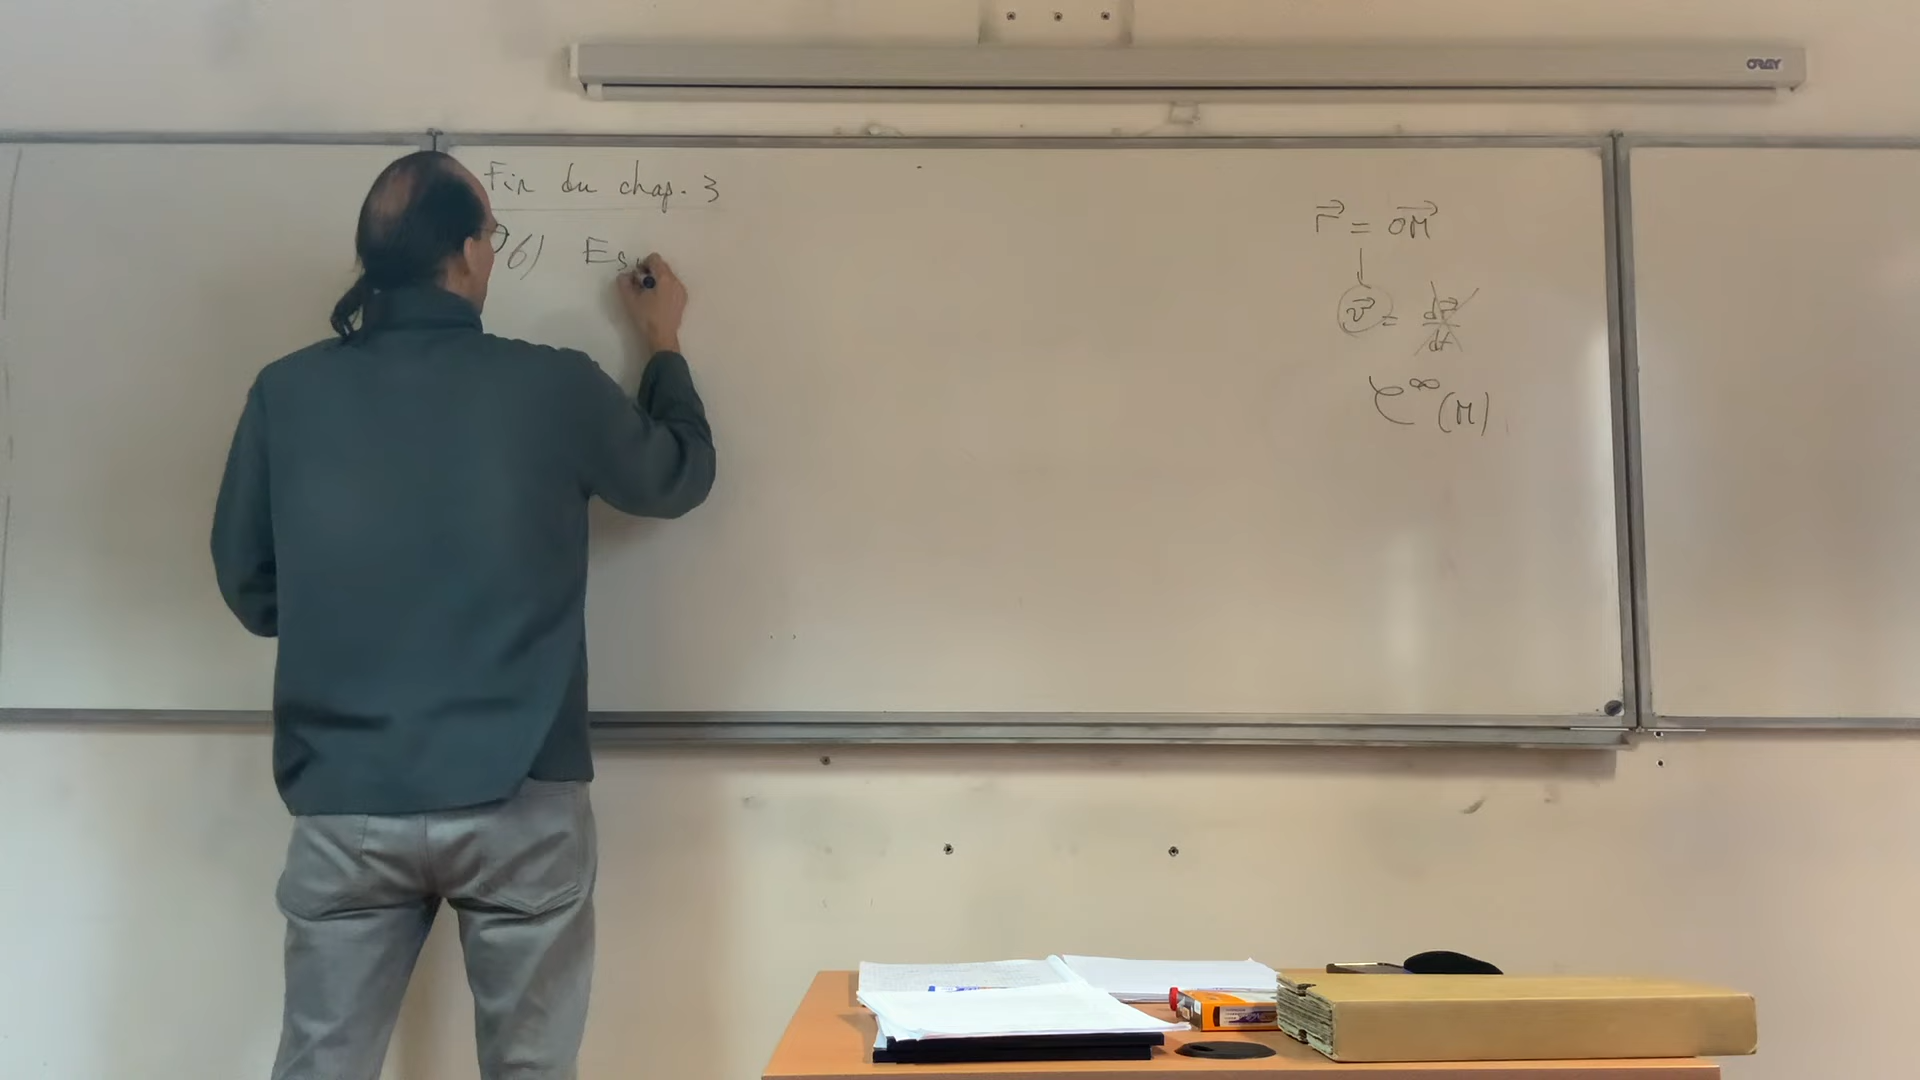 ORAY
Fin du chap. 3
6) Es
r⃗ = OM⃗
↓
v⃗ = dr⃗/dt
C^∞(M)